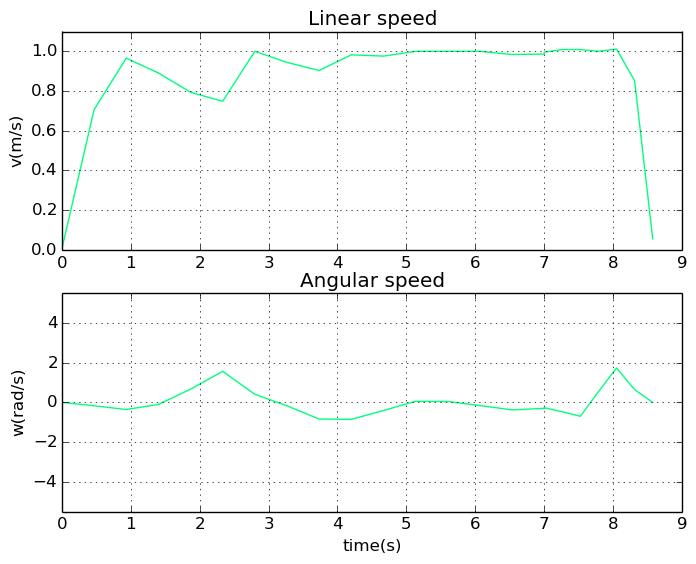 Linear speed
v(m/s)
1.0
0.8
0.6
0.4
0.2
0.0
0 1 2 3 4 5 6 7 8 9
Angular speed
w(rad/s)
4
2
0
−2
−4
0 1 2 3 4 5 6 7 8 9
time(s)